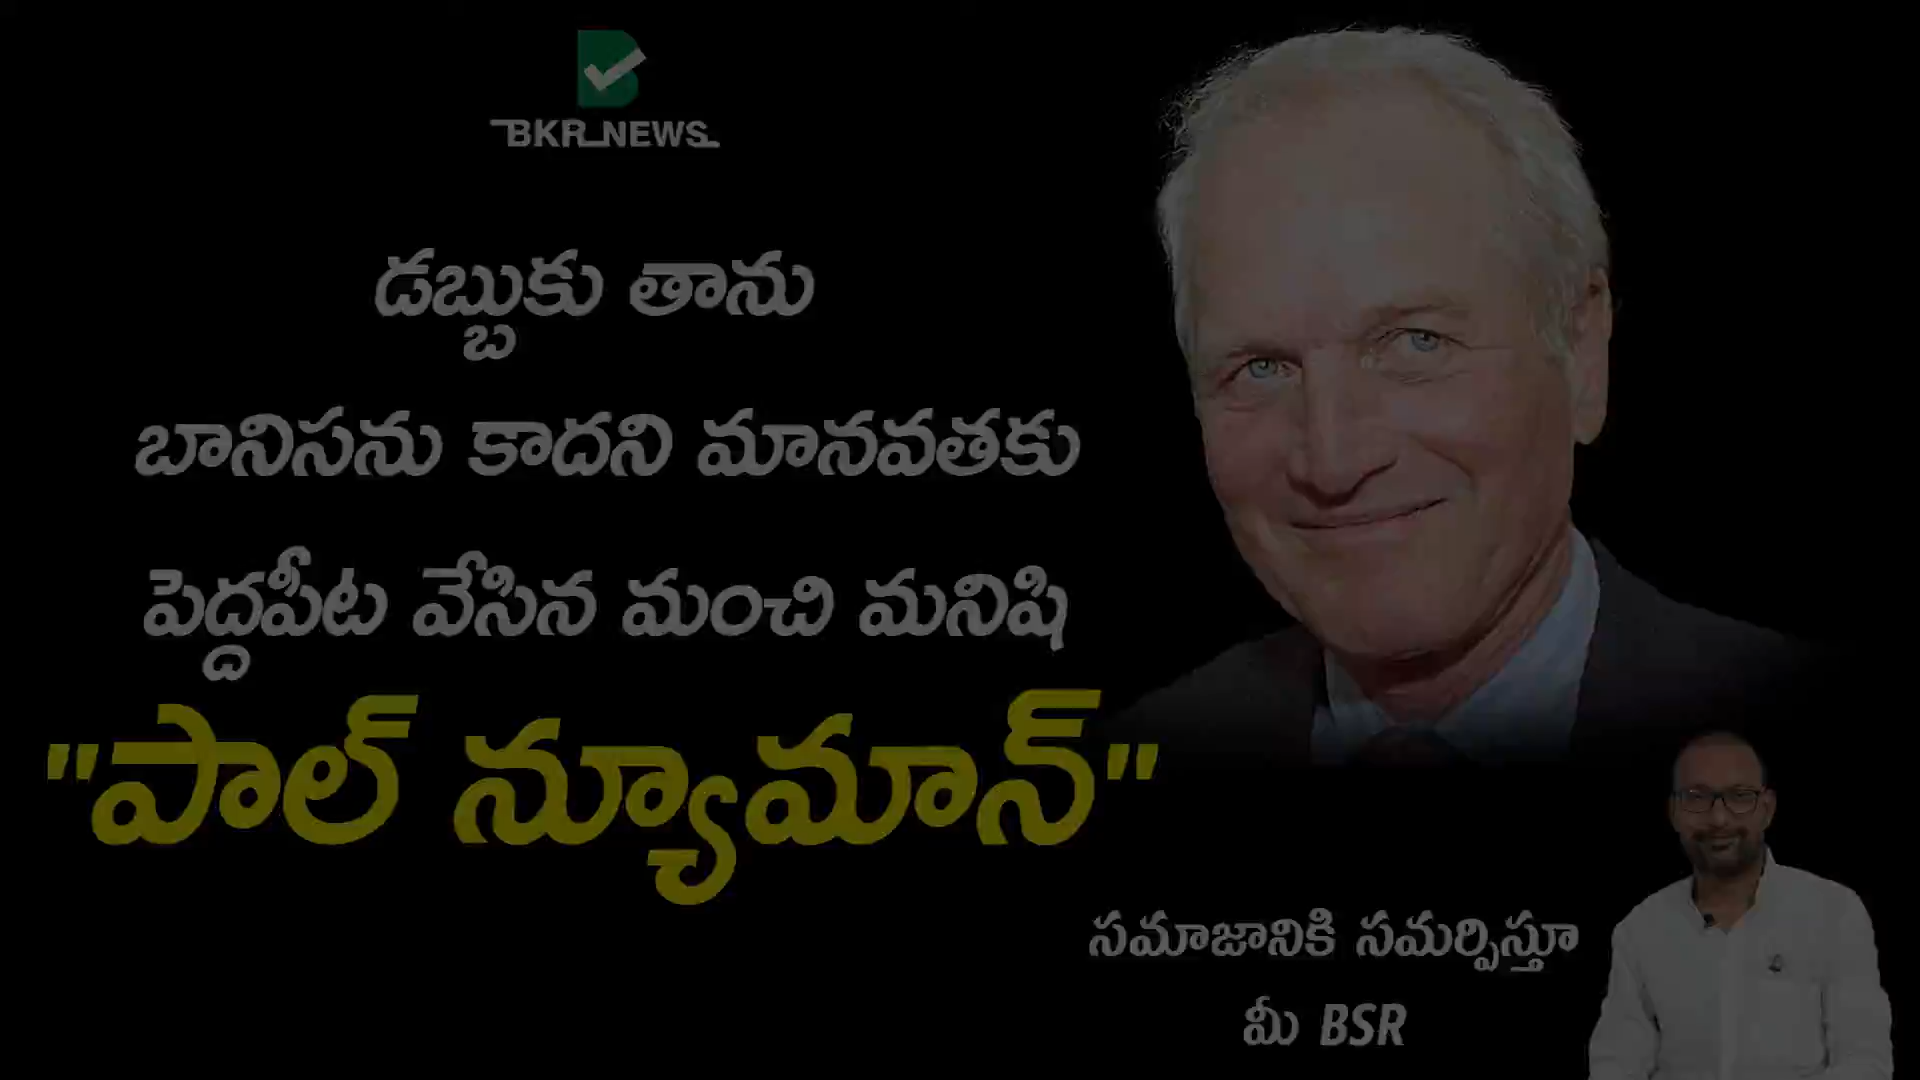 BKR NEWS
డబ్బుకు తాను
బానిసను కాదని మానవతకు
పెద్దపీట వేసిన మంచి మనిషి
"పాల్ న్యూమాన్"
సమాజానికి సమర్పిస్తూ
మీ BSR